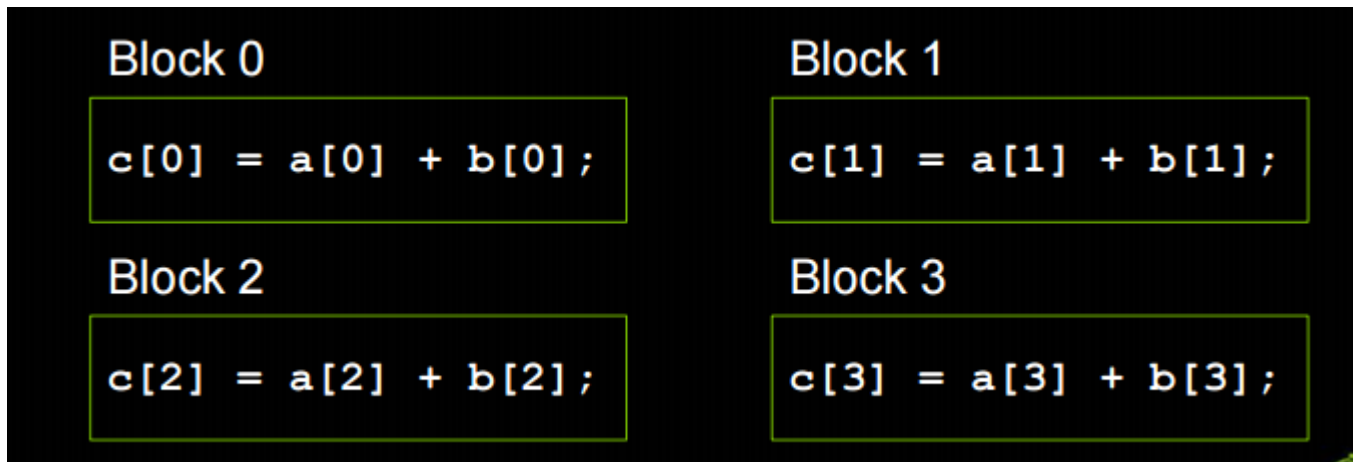 Block 0
c[0] = a[0] + b[0];
Block 1
c[1] = a[1] + b[1];
Block 2
c[2] = a[2] + b[2];
Block 3
c[3] = a[3] + b[3];